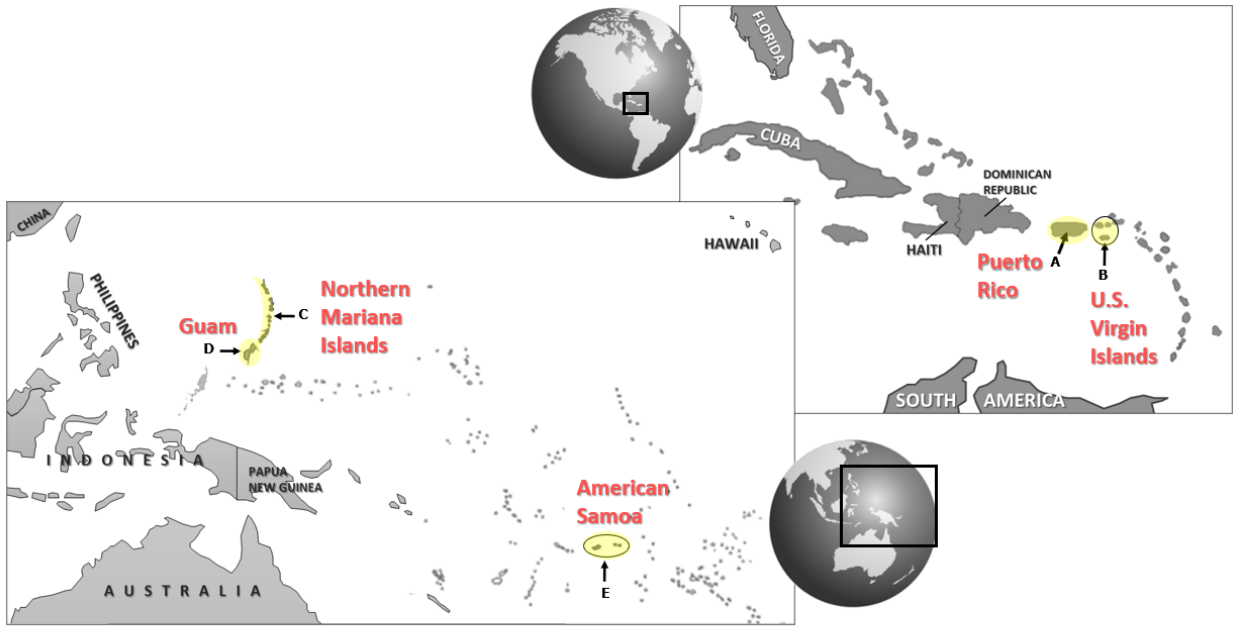 FLORIDA
CUBA
DOMINICAN
REPUBLIC
HAITI
Puerto
Rico
A
B
U.S.
Virgin
Islands
SOUTH AMERICA
CHINA
HAWAII
PHILIPPINES
Northern
Mariana
Islands
C
Guam
D
INDONESIA
PAPUA
NEW GUINEA
American
Samoa
E
AUSTRALIA